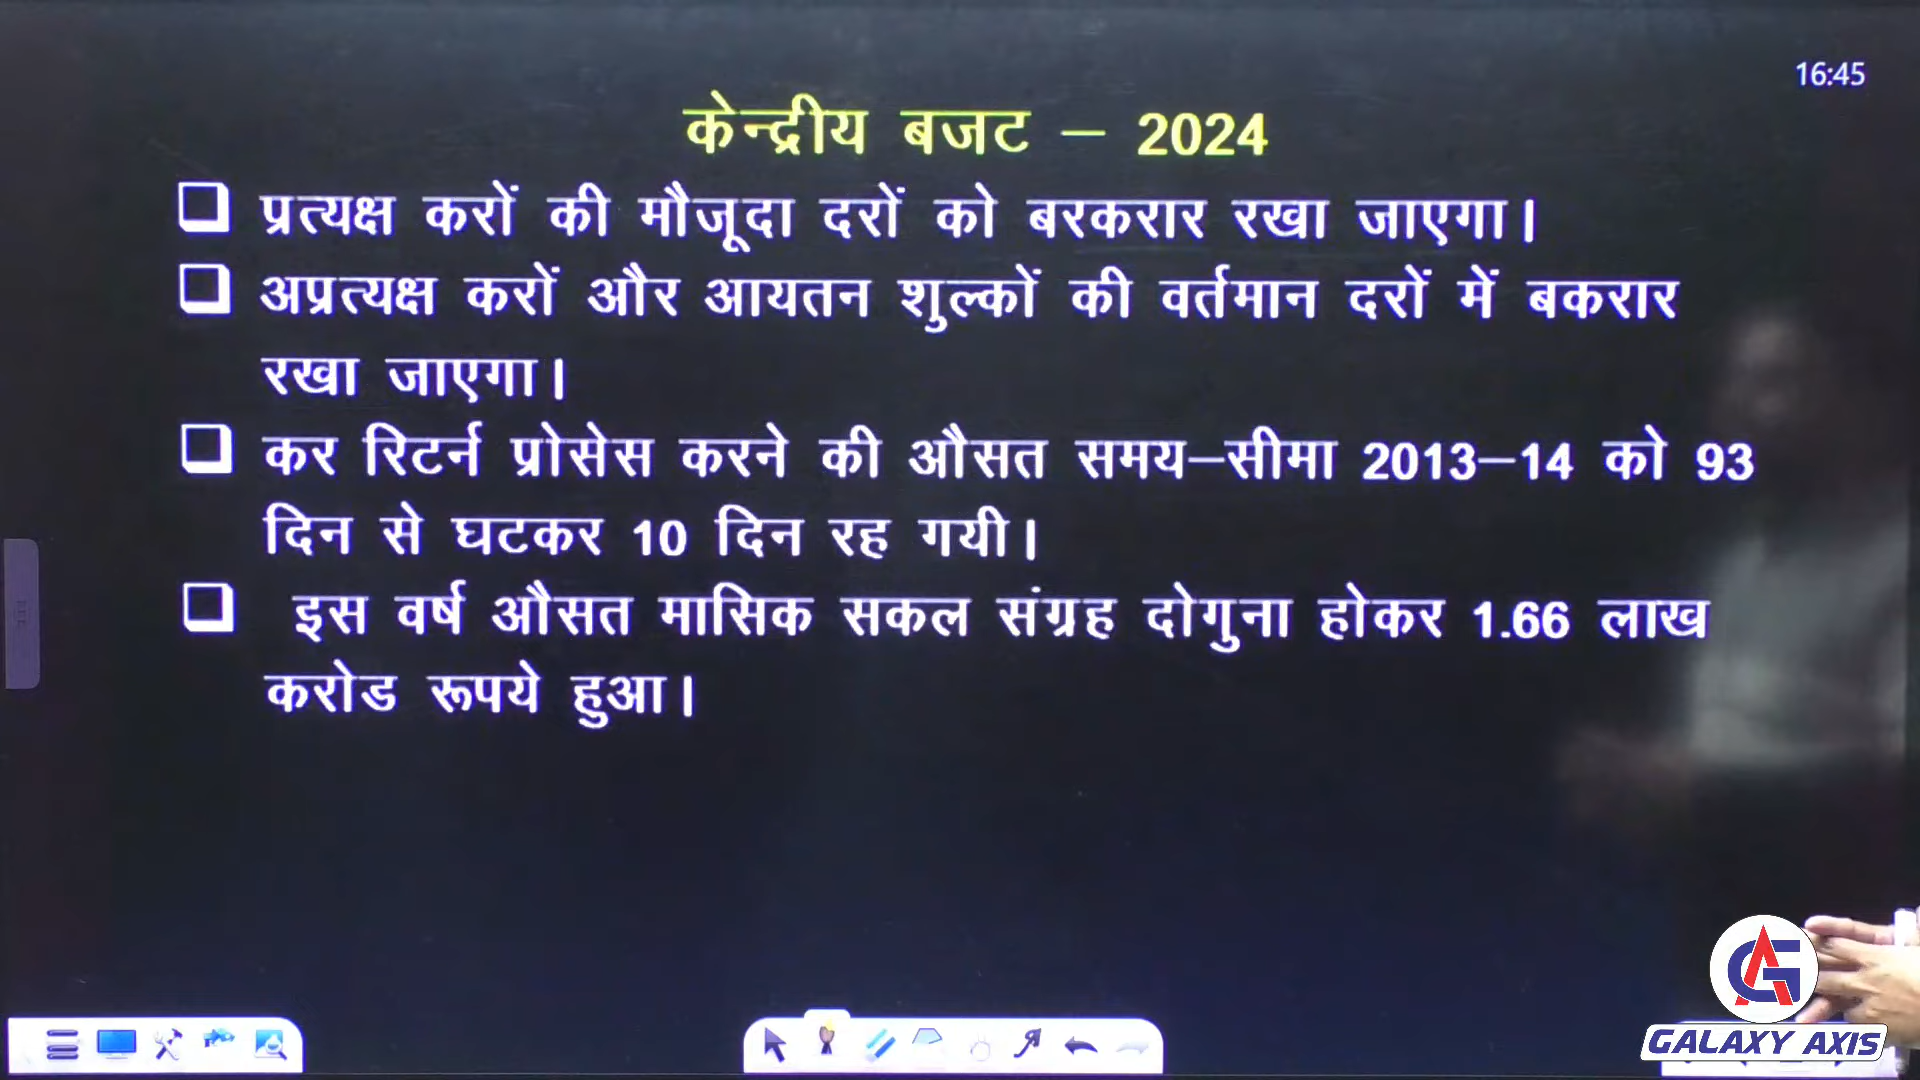 16:45
केन्द्रीय बजट – 2024
❑ प्रत्यक्ष करों की मौजूदा दरों को बरकरार रखा जाएगा।
❑ अप्रत्यक्ष करों और आयतन शुल्कों की वर्तमान दरों में बकरार
रखा जाएगा।
❑ कर रिटर्न प्रोसेस करने की औसत समय–सीमा 2013–14 को 93
दिन से घटकर 10 दिन रह गयी।
❑ इस वर्ष औसत मासिक सकल संग्रह दोगुना होकर 1.66 लाख
करोड रूपये हुआ।
GALAXY AXIS